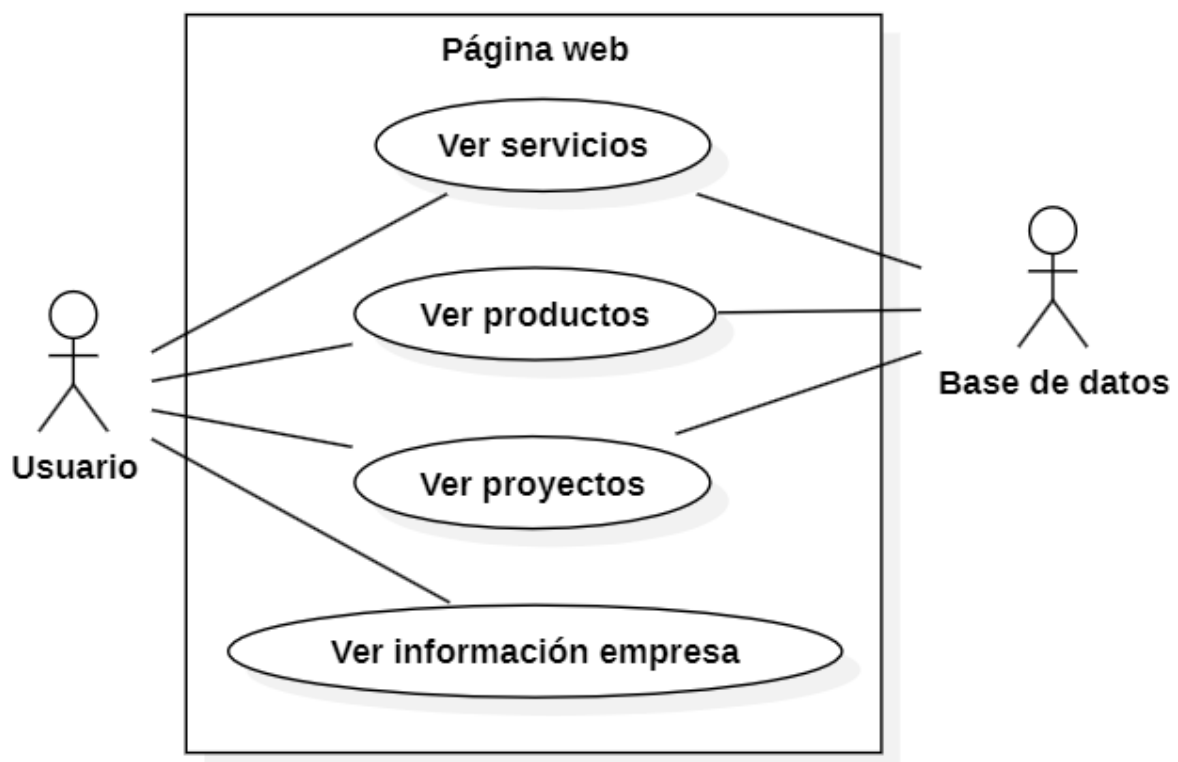 Página web
Ver servicios
Ver productos
Base de datos
Usuario
Ver proyectos
Ver información empresa